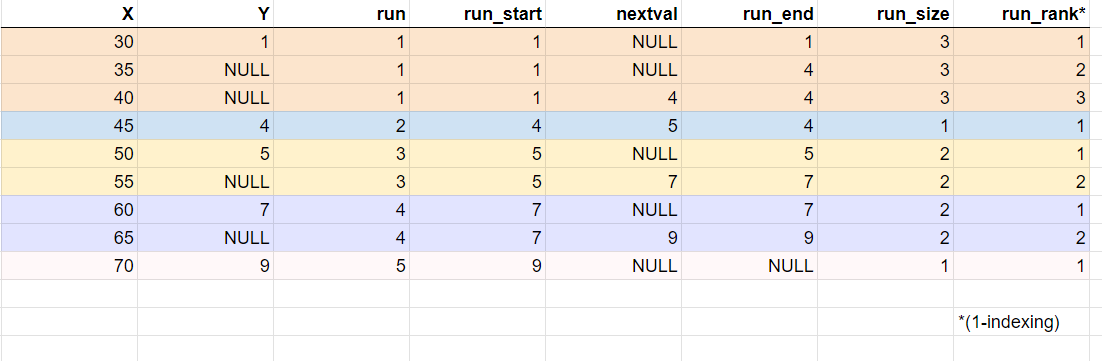 X Y run run_start nextval run_end run_size run_rank*
30 1 1 1 NULL 1 3 1
35 NULL 1 1 NULL 4 3 2
40 NULL 1 1 4 4 3 3
45 4 2 4 5 4 1 1
50 5 3 5 NULL 5 2 1
55 NULL 3 5 7 7 2 2
60 7 4 7 NULL 7 2 1
65 NULL 4 7 9 9 2 2
70 9 5 9 NULL NULL 1 1
*(1-indexing)